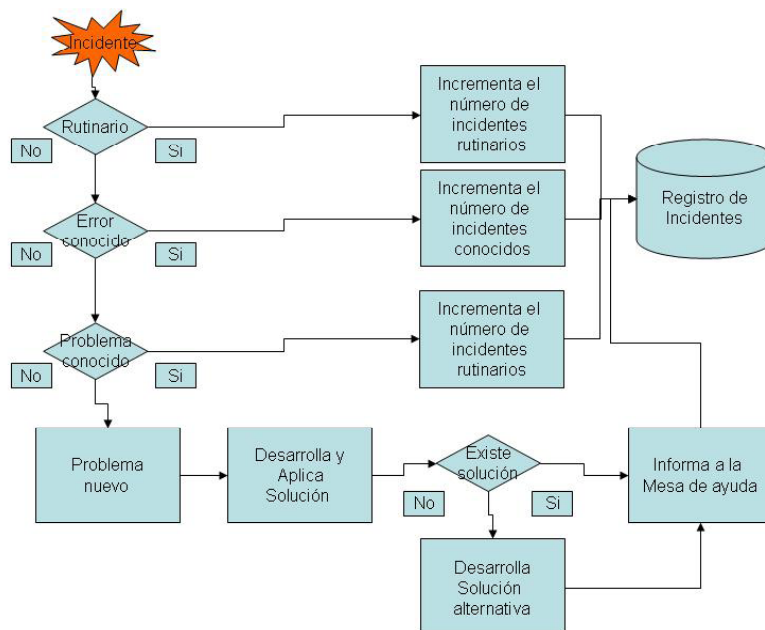 Incidente
Rutinario
No
Si
Incrementa el
número de
incidentes
rutinarios
Error
conocido
No
Si
Incrementa el
número de
incidentes
conocidos
Registro de
Incidentes
Problema
conocido
No
Si
Incrementa el
número de
incidentes
rutinarios
Problema
nuevo
Desarrolla y
Aplica
Solución
Existe
solución
No
Si
Informa a la
Mesa de ayuda
Desarrolla
Solución
alternativa